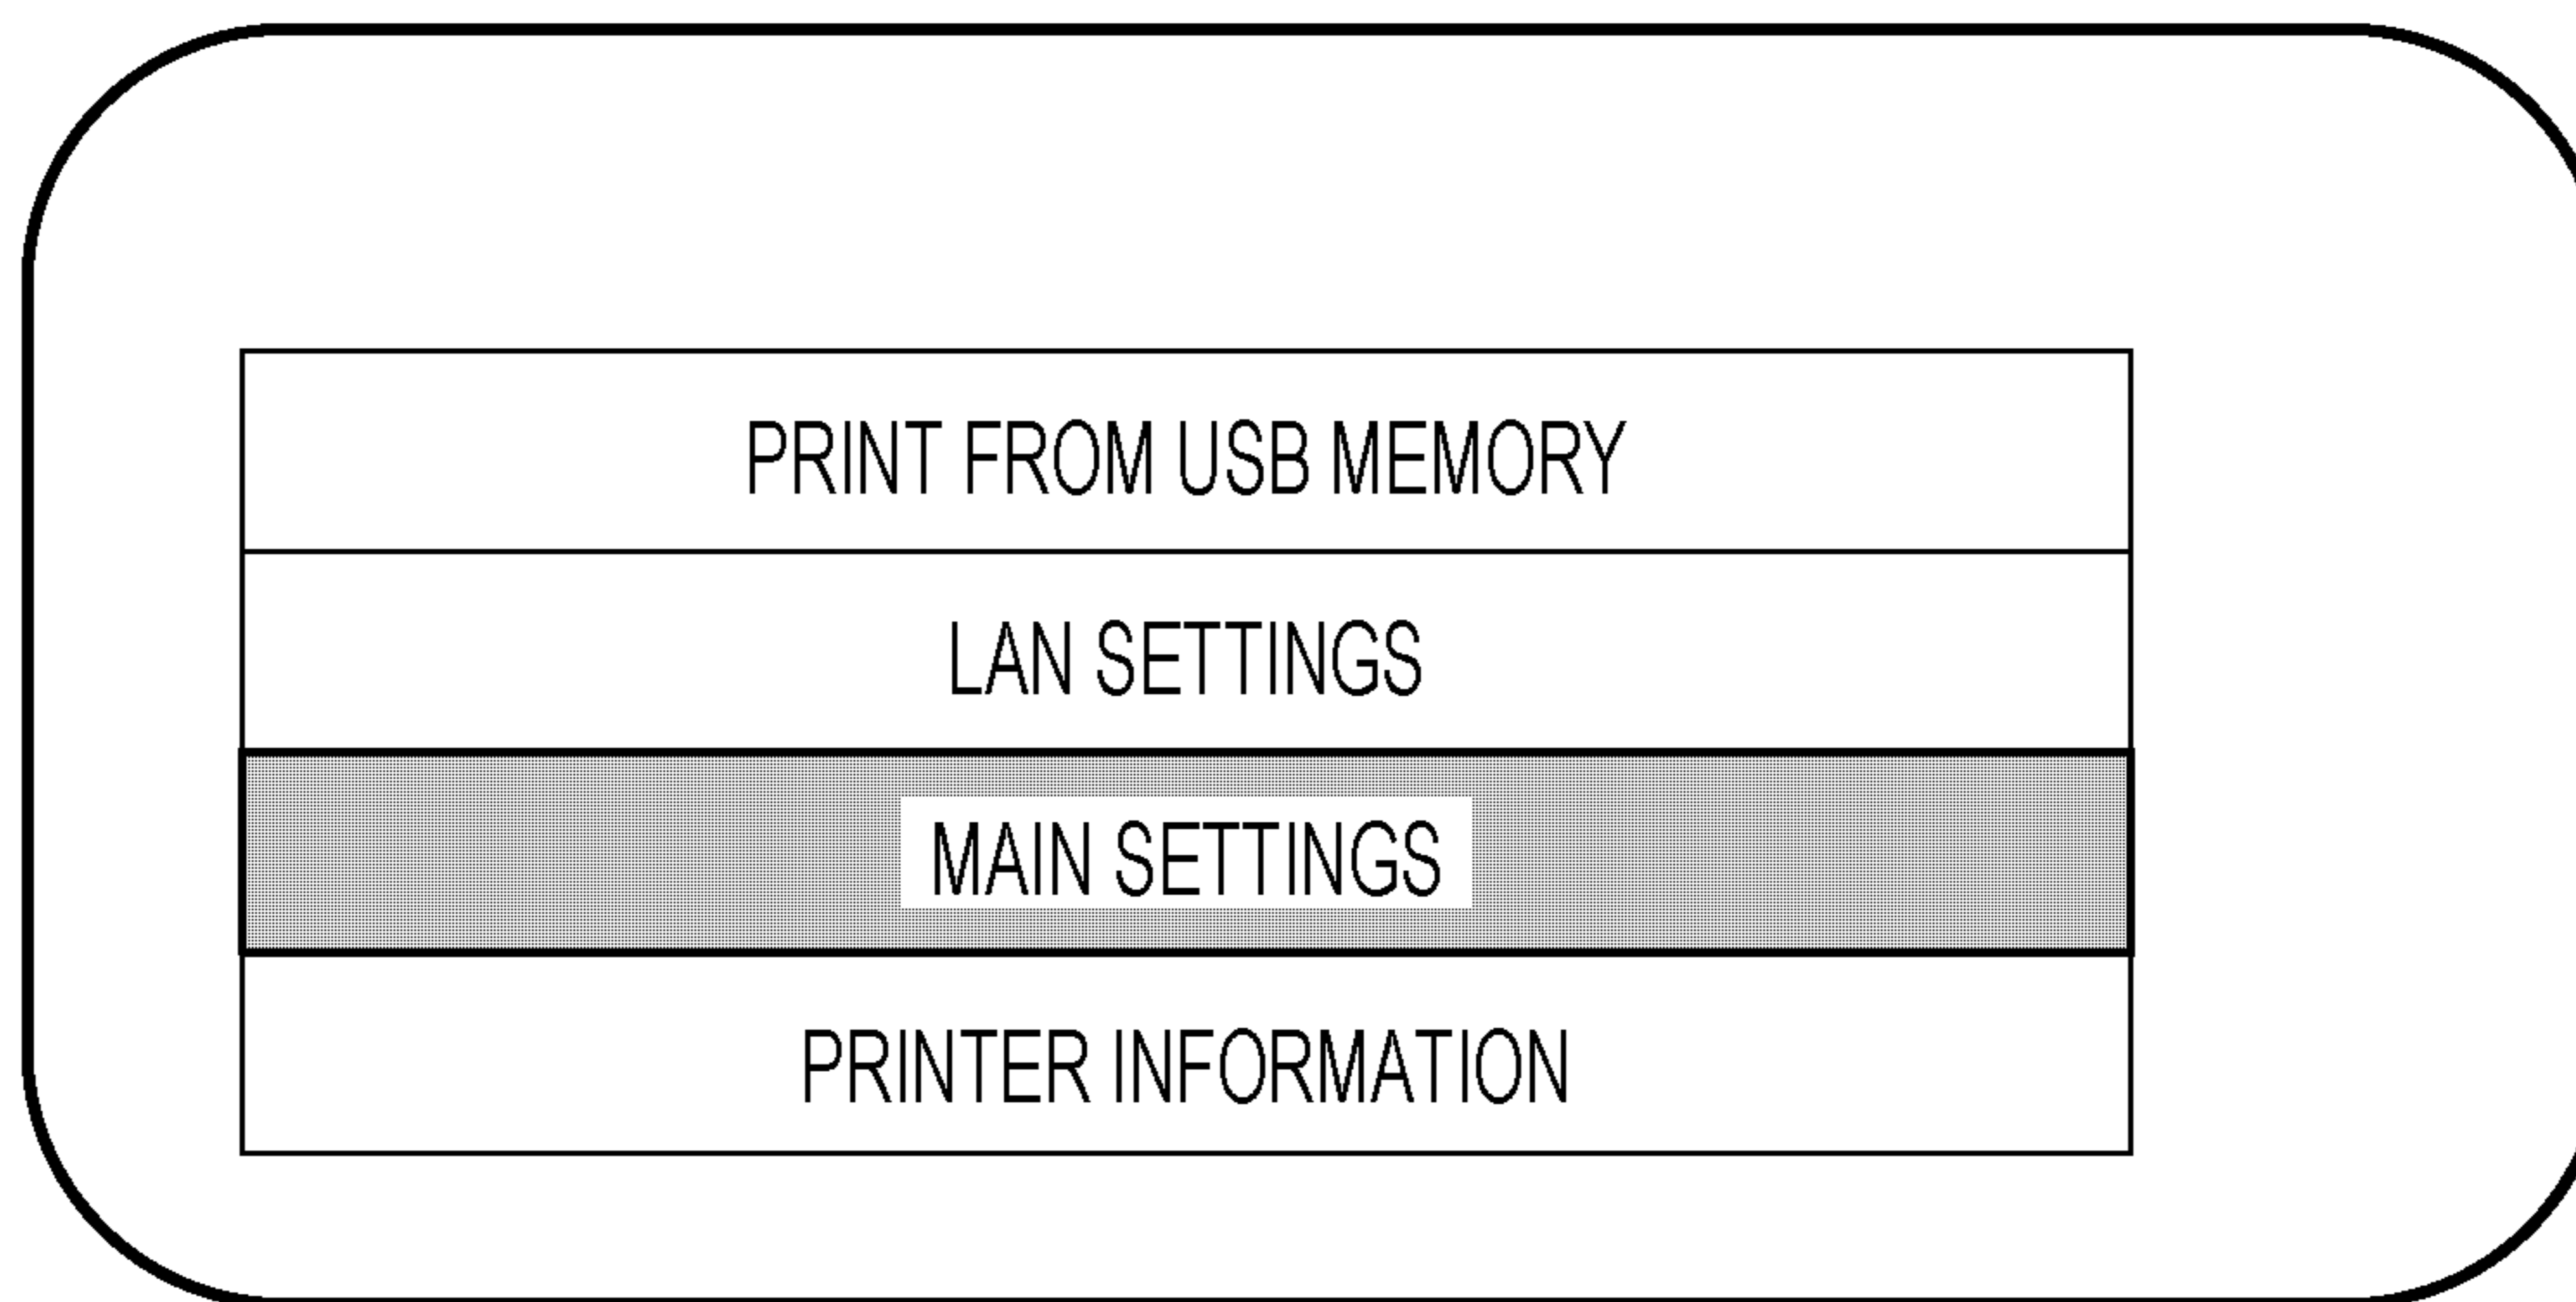 PRINT FROM USB MEMORY
LAN SETTINGS
MAIN SETTINGS
PRINTER INFORMATION